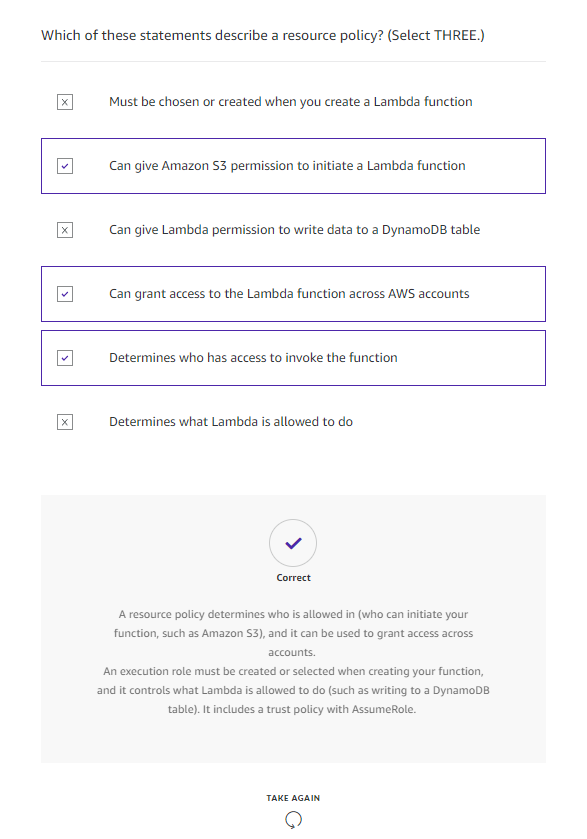 Which of these statements describe a resource policy? (Select THREE.)
Must be chosen or created when you create a Lambda function
Can give Amazon S3 permission to initiate a Lambda function
Can give Lambda permission to write data to a DynamoDB table
Can grant access to the Lambda function across AWS accounts
Determines who has access to invoke the function
Determines what Lambda is allowed to do
Correct
A resource policy determines who is allowed in (who can initiate your
function, such as Amazon S3), and it can be used to grant access across
accounts.
An execution role must be created or selected when creating your function,
and it controls what Lambda is allowed to do (such as writing to a DynamoDB
table). It includes a trust policy with AssumeRole.
TAKE AGAIN